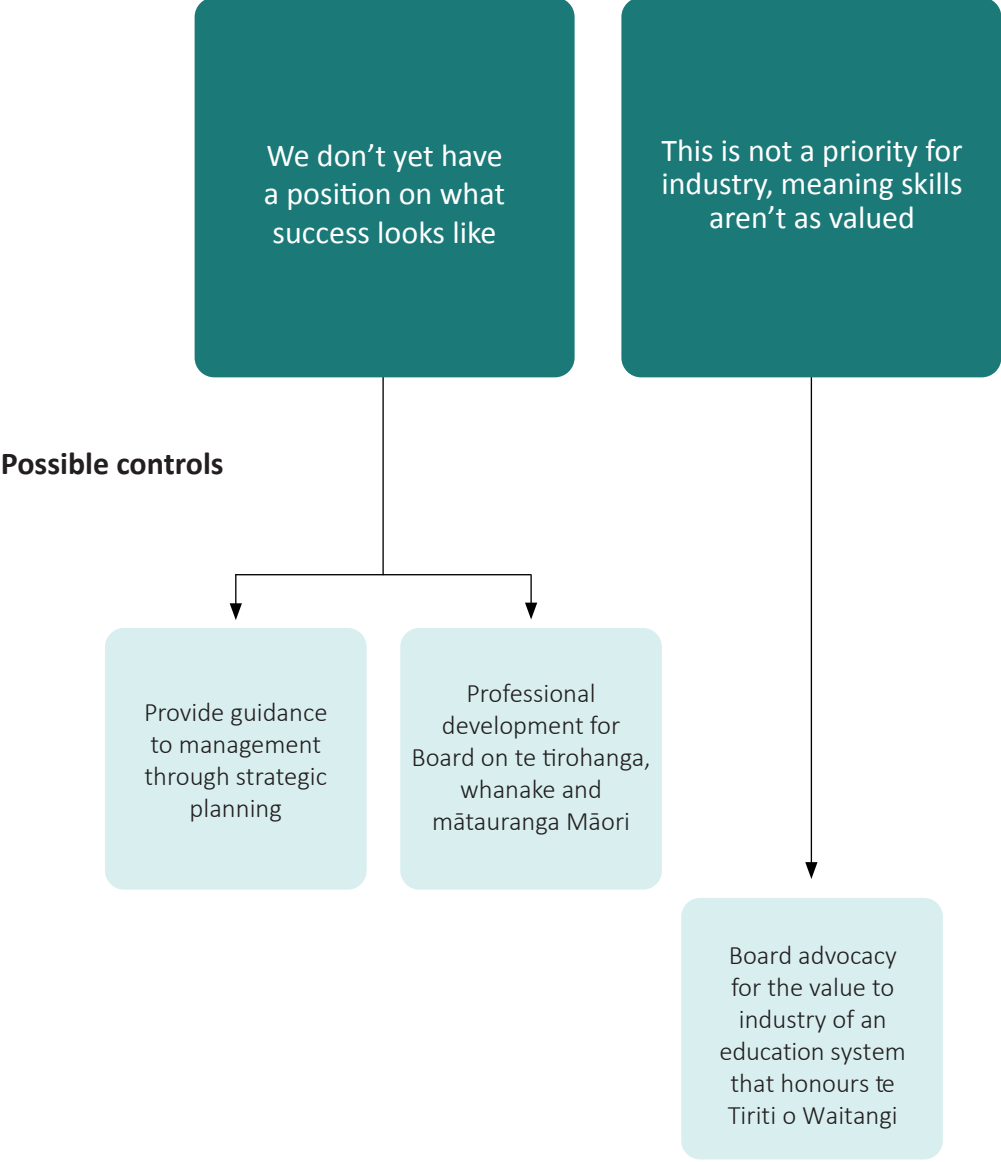 We don’t yet have
a position on what
success looks like
This is not a priority for
industry, meaning skills
aren’t as valued
Possible controls
Provide guidance
to management
through strategic
planning
Professional
development for
Board on te tirohanga,
whanake and
mātauranga Māori
Board advocacy
for the value to
industry of an
education system
that honours te
Tiriti o Waitangi